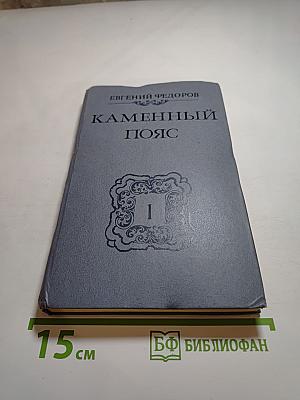 ЕВГЕНИЙ ФЕДОРОВ
КАМЕННЫЙ
ПОЯС
I
15 см
БФ БИБЛИОФАН